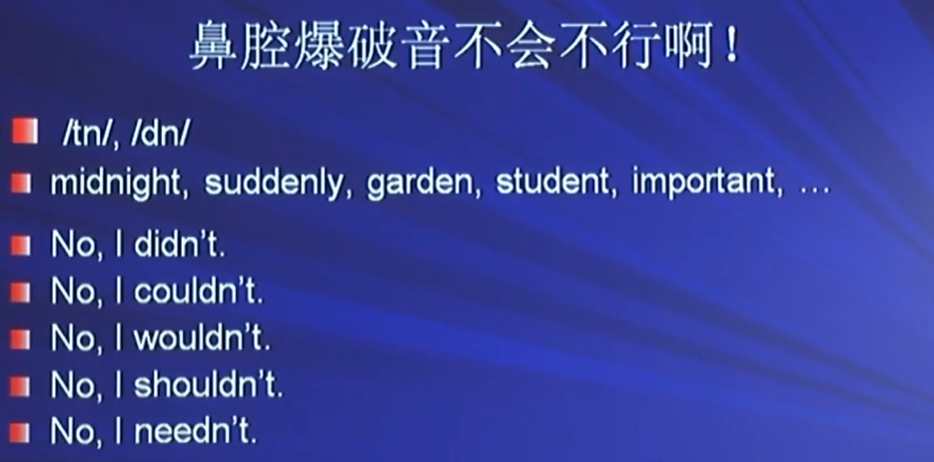 鼻腔爆破音不会不行啊！
/tn/, /dn/
midnight, suddenly, garden, student, important, …
No, I didn't.
No, I couldn't.
No, I wouldn't.
No, I shouldn't.
No, I needn't.